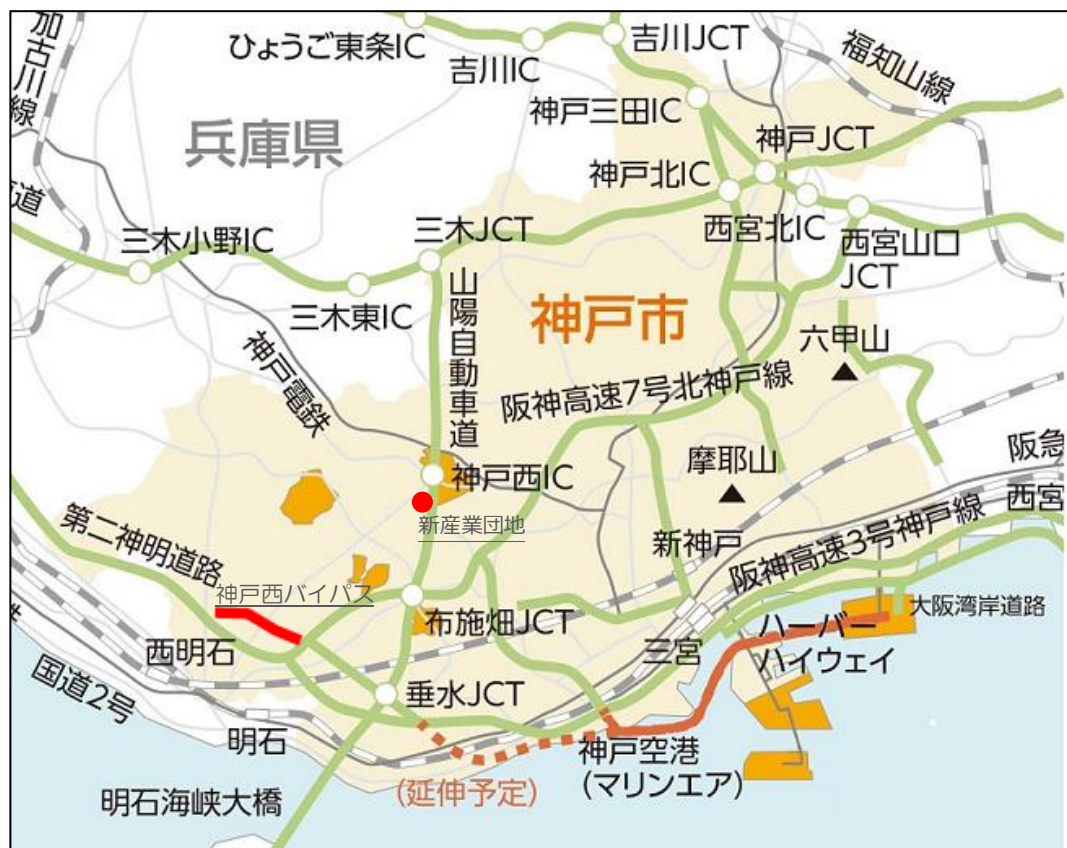 ひょうご東条IC
吉川IC
吉川JCT
福知山線
加古川線
兵庫県
神戸三田IC
神戸JCT
神戸北IC
西宮北IC
西宮山口
JCT
道
三木小野IC
三木JCT
三木東IC
山陽自動車道
神戸市
六甲山
神戸電鉄
阪神高速7号北神戸線
摩耶山
阪急
西宮
神戸西IC
新産業団地
第二神明道路
神戸西バイパス
新神戸
阪神高速3号神戸線
布施畑JCT
大阪湾岸道路
ハーバー
ハイウェイ
三宮
西明石
国道2号
垂水JCT
明石
神戸空港
(マリンエア)
(延伸予定)
明石海峡大橋